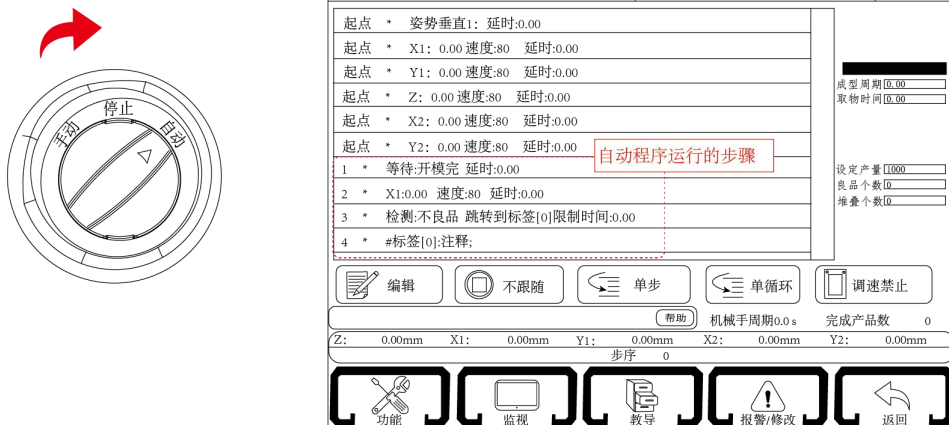 手动
停止
自动
起点 * 姿势垂直1: 延时:0.00
起点 * X1: 0.00 速度:80 延时:0.00
起点 * Y1: 0.00 速度:80 延时:0.00
起点 * Z: 0.00 速度:80 延时:0.00
起点 * X2: 0.00 速度:80 延时:0.00
起点 * Y2: 0.00 速度:80 延时:0.00
自动程序运行的步骤
1 * 等待:开模完 延时:0.00
2 * X1:0.00 速度:80 延时:0.00
3 * 检测:不良品 跳转到标签[0]限制时间:0.00
4 * #标签[0]:注释;
成型周期 0.00
取物时间 0.00
设定产量 1000
良品个数 0
堆叠个数 0
编辑 不跟随 单步 单循环 调速禁止
帮助 机械手周期0.0 s 完成产品数 0
Z: 0.00mm X1: 0.00mm Y1: 0.00mm X2: 0.00mm Y2: 0.00mm
步序 0
功能 监视 教导 报警/修改 返回